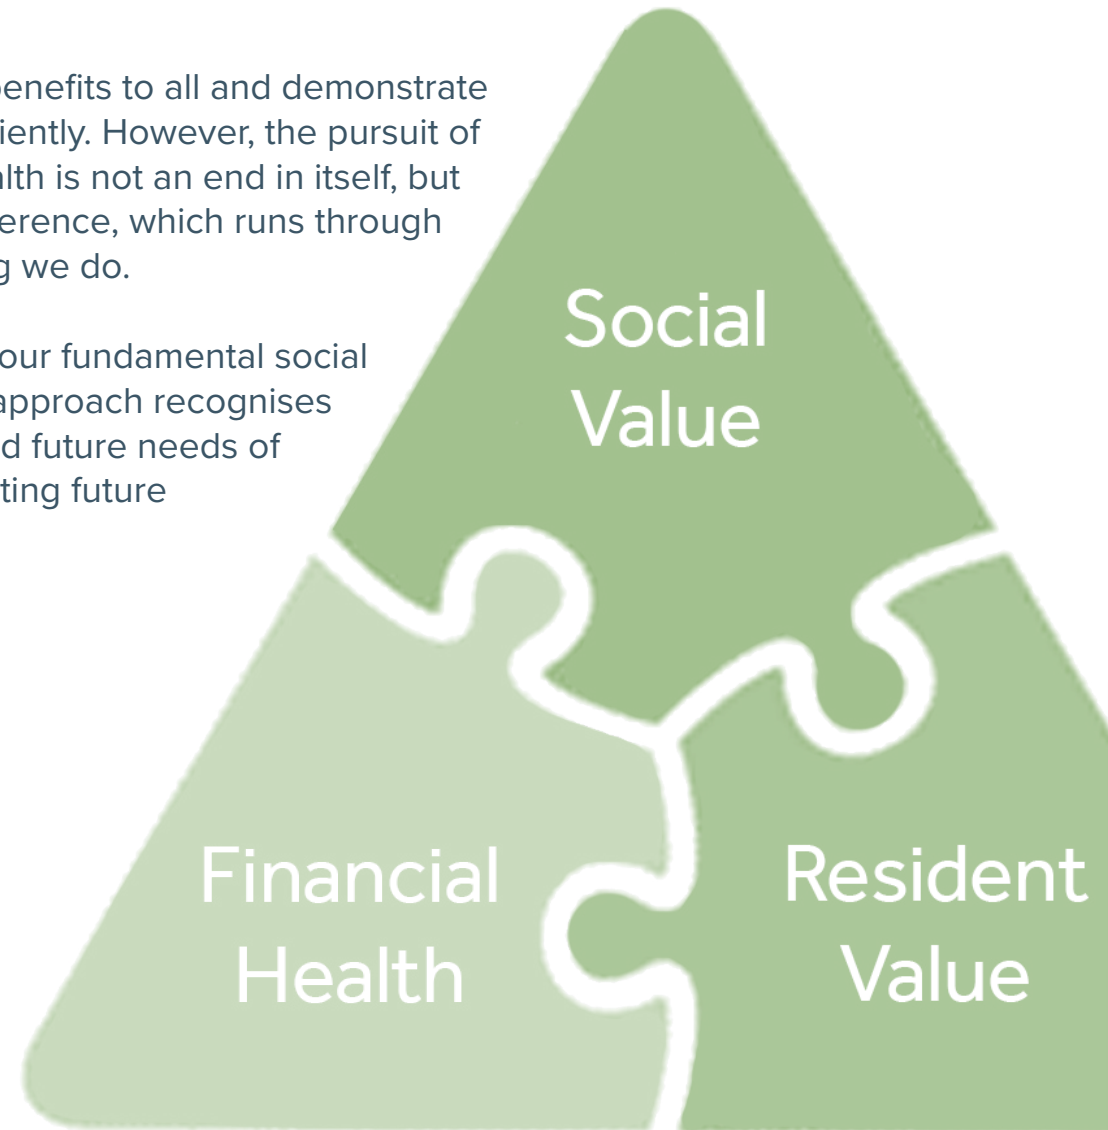 benefits to all and demonstrate
iently. However, the pursuit of
alth is not an end in itself, but
erence, which runs through
g we do.
our fundamental social
approach recognises
d future needs of
ting future
Social
Value
Financial
Health
Resident
Value